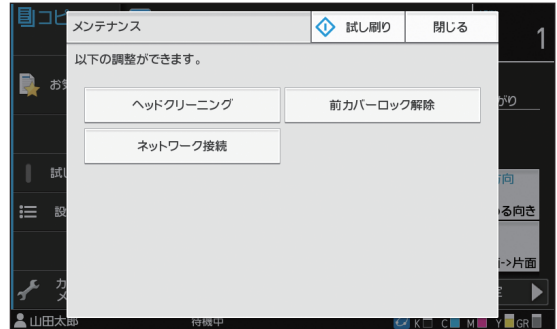 コピ
メンテナンス
試し刷り
閉じる
1
以下の調整ができます。
お
ヘッドクリーニング
前カバーロック解除
がり
ネットワーク接続
試し
方向
設
る向き
->片面
カ
メ
山田太郎
待機中
K
C
M
Y
GR